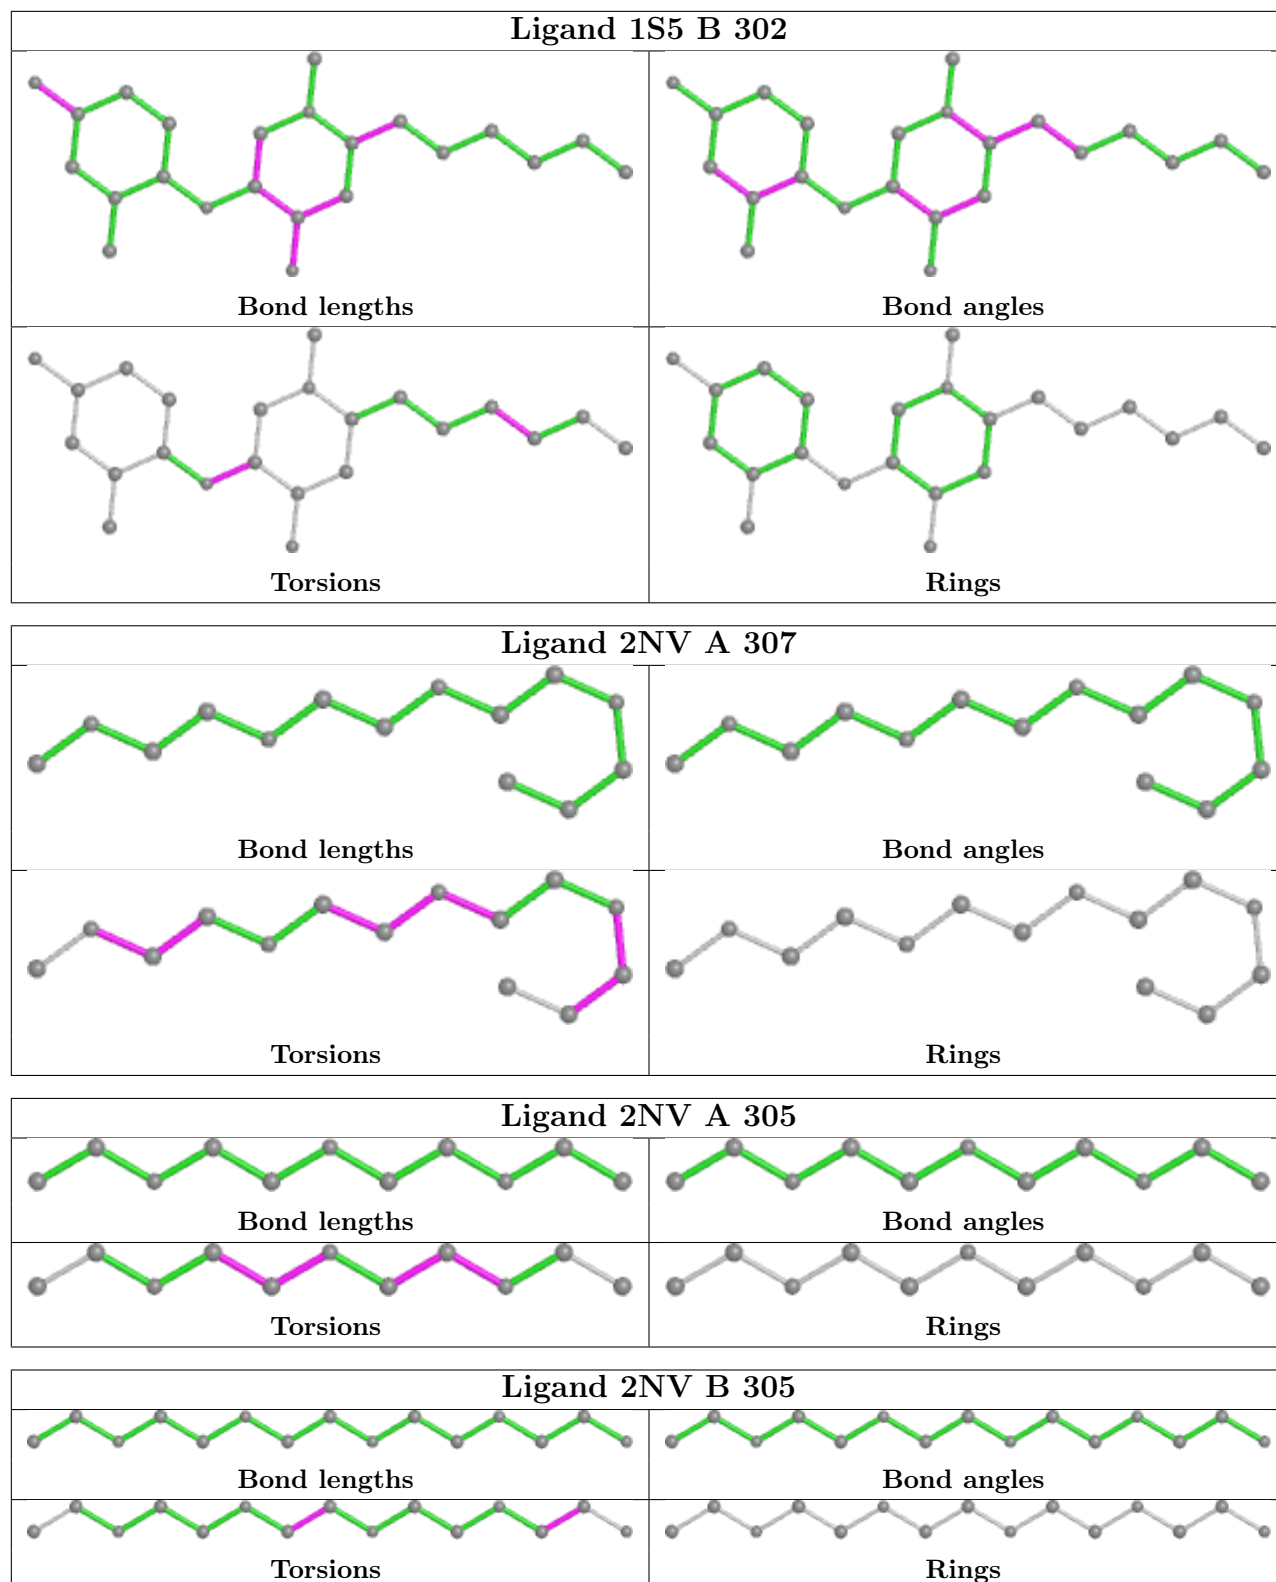 Ligand 1S5 B 302
Bond lengths
Bond angles
Torsions
Rings
Ligand 2NV A 307
Bond lengths
Bond angles
Torsions
Rings
Ligand 2NV A 305
Bond lengths
Bond angles
Torsions
Rings
Ligand 2NV B 305
Bond lengths
Bond angles
Torsions
Rings